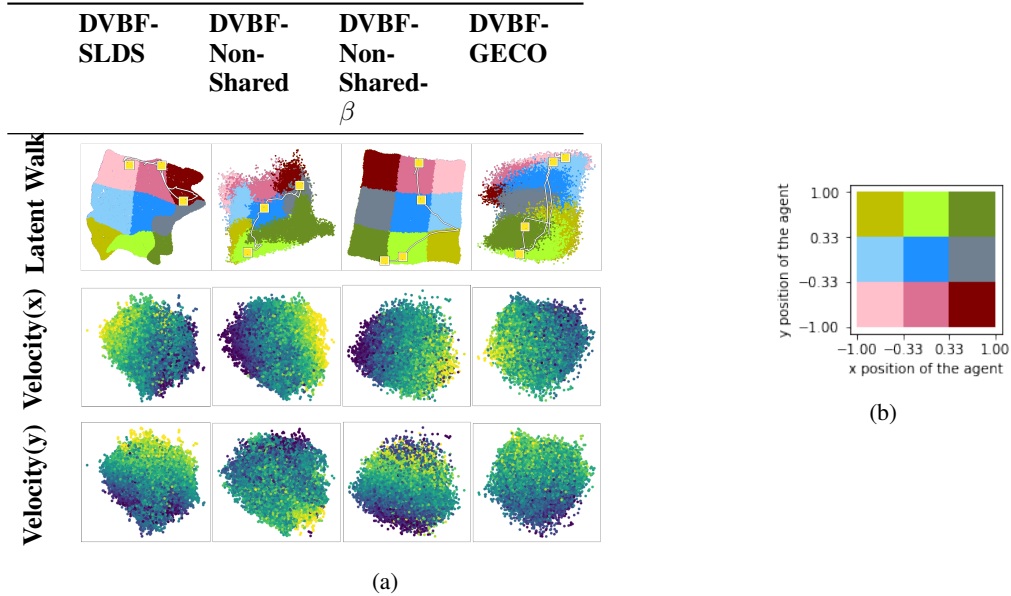 DVBF-
SLDS
DVBF-
Non-
Shared
DVBF-
Non-
Shared-
β
DVBF-
GECO
Latent Walk
Velocity(x)
Velocity(y)
(a)
y position of the agent
1.00
0.33
−0.33
−1.00
−1.00 −0.33 0.33 1.00
x position of the agent
(b)